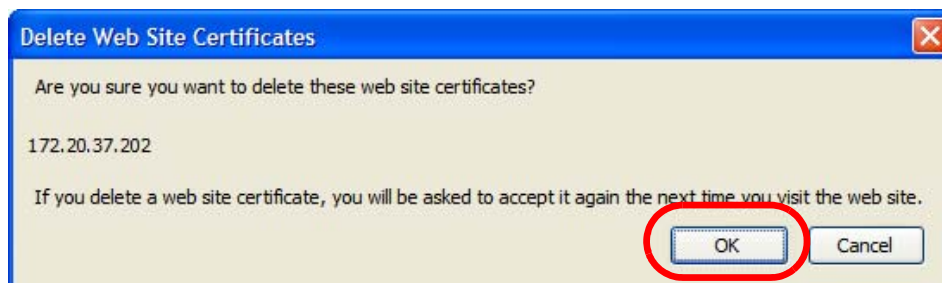 Delete Web Site Certificates
Are you sure you want to delete these web site certificates?
172.20.37.202
If you delete a web site certificate, you will be asked to accept it again the next time you visit the web site.
OK Cancel